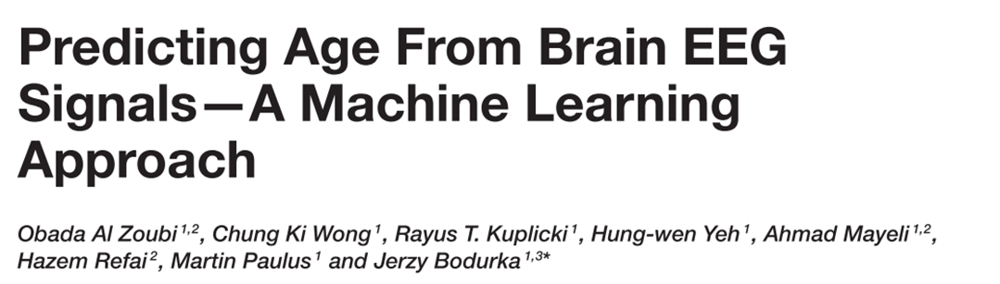 Predicting Age From Brain EEG
Signals—A Machine Learning
Approach
Obada Al Zoubi 1,2, Chung Ki Wong 1, Rayus T. Kuplicki 1, Hung-wen Yeh 1, Ahmad Mayeli 1,2,
Hazem Refai 2, Martin Paulus 1 and Jerzy Bodurka 1,3*